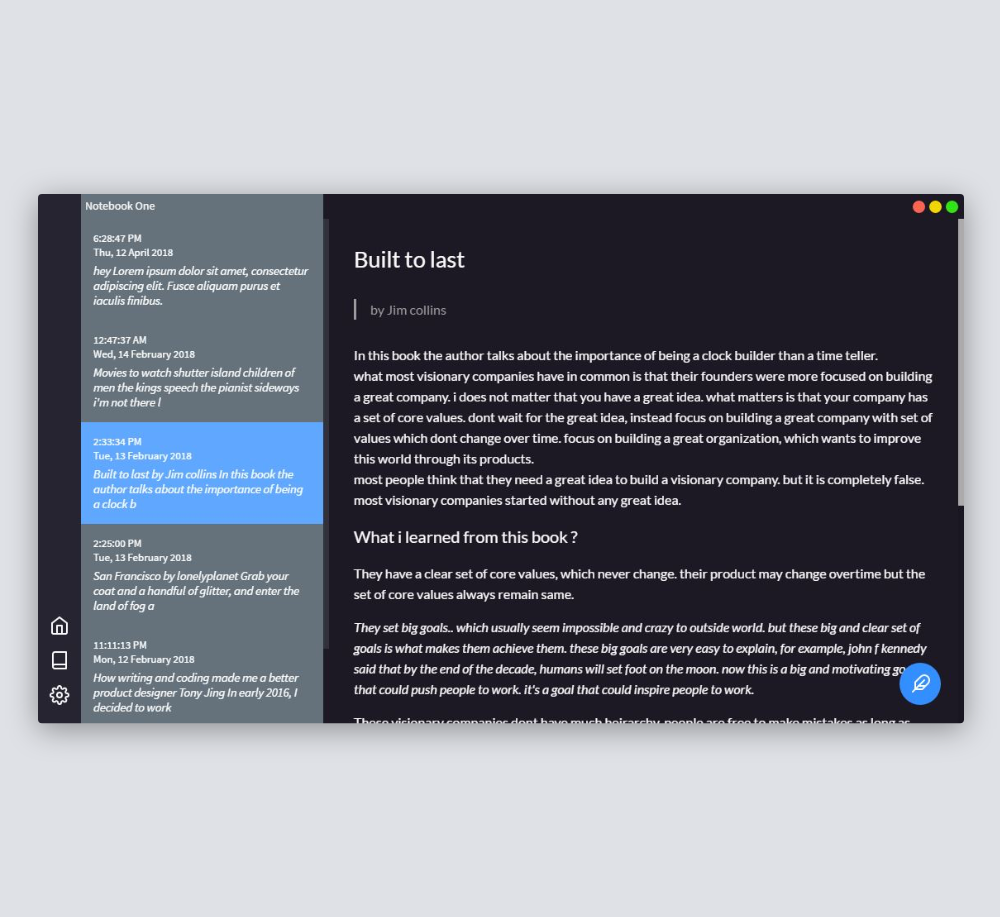 Notebook One
6:28:47 PM
Thu, 12 April 2018
hey Lorem ipsum dolor sit amet, consectetur
adipiscing elit. Fusce aliquam purus et
iaculis finibus.
12:47:37 AM
Wed, 14 February 2018
Movies to watch shutter island children of
men the kings speech the pianist sideways
i'm not there l
2:33:34 PM
Tue, 13 February 2018
Built to last by Jim collins In this book the
author talks about the importance of being
a clock b
2:25:00 PM
Tue, 13 February 2018
San Francisco by lonelyplanet Grab your
coat and a handful of glitter, and enter the
land of fog a
11:11:13 PM
Mon, 12 February 2018
How writing and coding made me a better
product designer Tony Jing In early 2016, I
decided to work
Built to last
by Jim collins
In this book the author talks about the importance of being a clock builder than a time teller.
what most visionary companies have in common is that their founders were more focused on building
a great company. i does not matter that you have a great idea. what matters is that your company has
a set of core values. dont wait for the great idea, instead focus on building a great company with set of
values which dont change over time. focus on building a great organization, which wants to improve
this world through its products.
most people think that they need a great idea to build a visionary company. but it is completely false.
most visionary companies started without any great idea.
What i learned from this book ?
They have a clear set of core values, which never change. their product may change overtime but the
set of core values always remain same.
They set big goals.. which usually seem impossible and crazy to outside world. but these big and clear set of
goals is what makes them achieve them. these big goals are very easy to explain, for example, john f kennedy
said that by the end of the decade, humans will set foot on the moon. now this is a big and motivating
that could push people to work. it's a goal that could inspire people to work.
These visionary companies dont have much heirarchy, people are free to make mistakes as long as